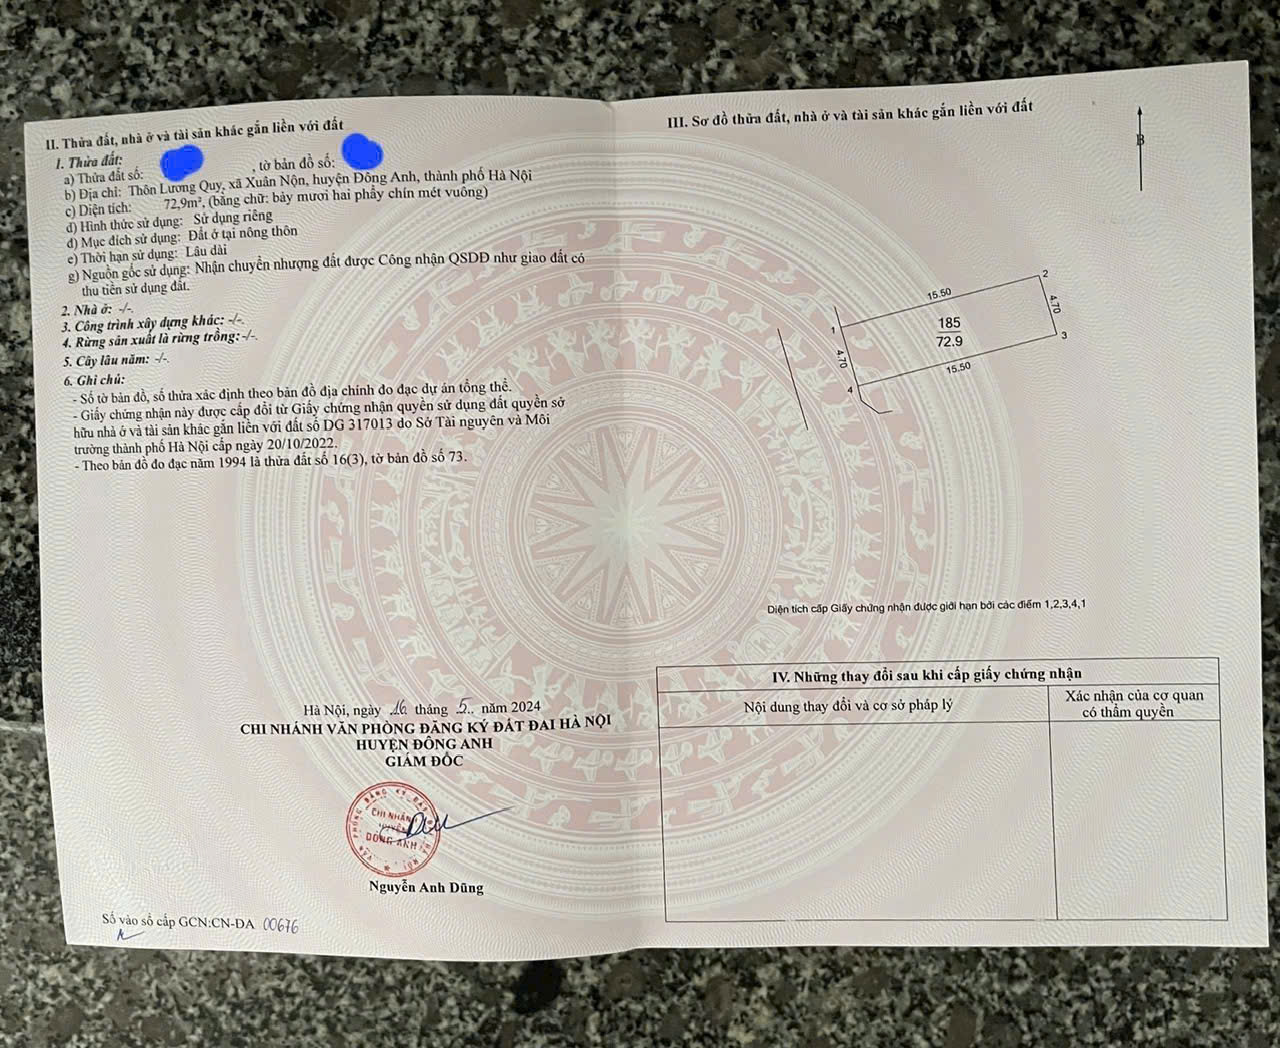 II. Thửa đất, nhà ở và tài sản khác gắn liền với đất
1. Thửa đất:
a) Thửa đất số: , tờ bản đồ số:
b) Địa chỉ: Thôn Lương Quy, xã Xuân Nộn, huyện Đông Anh, thành phố Hà Nội
c) Diện tích: 72,9m², (bằng chữ: bảy mươi hai phẩy chín mét vuông)
d) Hình thức sử dụng: Sử dụng riêng
đ) Mục đích sử dụng: Đất ở tại nông thôn
e) Thời hạn sử dụng: Lâu dài
g) Nguồn gốc sử dụng: Nhận chuyển nhượng đất được Công nhận QSDĐ như giao đất có
thu tiền sử dụng đất.
2. Nhà ở: -/-.
3. Công trình xây dựng khác: -/-.
4. Rừng sản xuất là rừng trồng: -/-.
5. Cây lâu năm: -/-.
6. Ghi chú:
- Số tờ bản đồ, số thửa xác định theo bản đồ địa chính đo đạc dự án tổng thể.
- Giấy chứng nhận này được cấp đổi từ Giấy chứng nhận quyền sử dụng đất quyền sở
hữu nhà ở và tài sản khác gắn liền với đất số DG 317013 do Sở Tài nguyên và Môi
trường thành phố Hà Nội cấp ngày 20/10/2022.
- Theo bản đồ đo đạc năm 1994 là thửa đất số 16(3), tờ bản đồ số 73.
Hà Nội, ngày 16 tháng 5.. năm 2024
CHI NHÁNH VĂN PHÒNG ĐĂNG KÝ ĐẤT ĐAI HÀ NỘI
HUYỆN ĐÔNG ANH
GIÁM ĐỐC
CHI NHÁNH
HUYỆN
ĐÔNG ANH
Nguyễn Anh Dũng
Số vào sổ cấp GCN:CN-ĐA 00676
III. Sơ đồ thửa đất, nhà ở và tài sản khác gắn liền với đất
B
2
15.50
4.70
1
185
72.9
3
4.70
15.50
4
Diện tích cấp Giấy chứng nhận được giới hạn bởi các điểm 1,2,3,4,1
IV. Những thay đổi sau khi cấp giấy chứng nhận
Nội dung thay đổi và cơ sở pháp lý
Xác nhận của cơ quan
có thẩm quyền